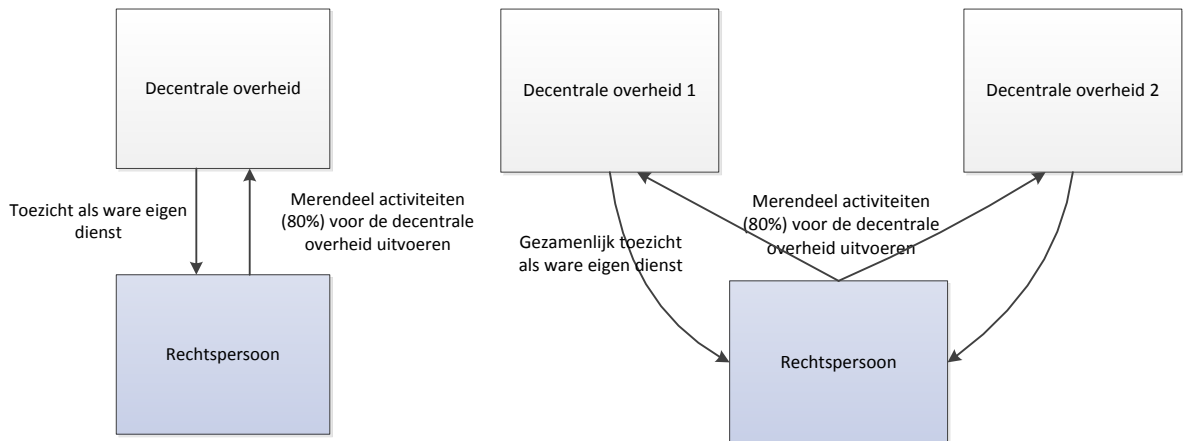 Decentrale overheid
Toezicht als ware eigen
dienst
Merendeel activiteiten
(80%) voor de decentrale
overheid uitvoeren
Rechtspersoon
Decentrale overheid 1
Decentrale overheid 2
Gezamenlijk toezicht
als ware eigen dienst
Merendeel activiteiten
(80%) voor de decentrale
overheid uitvoeren
Rechtspersoon